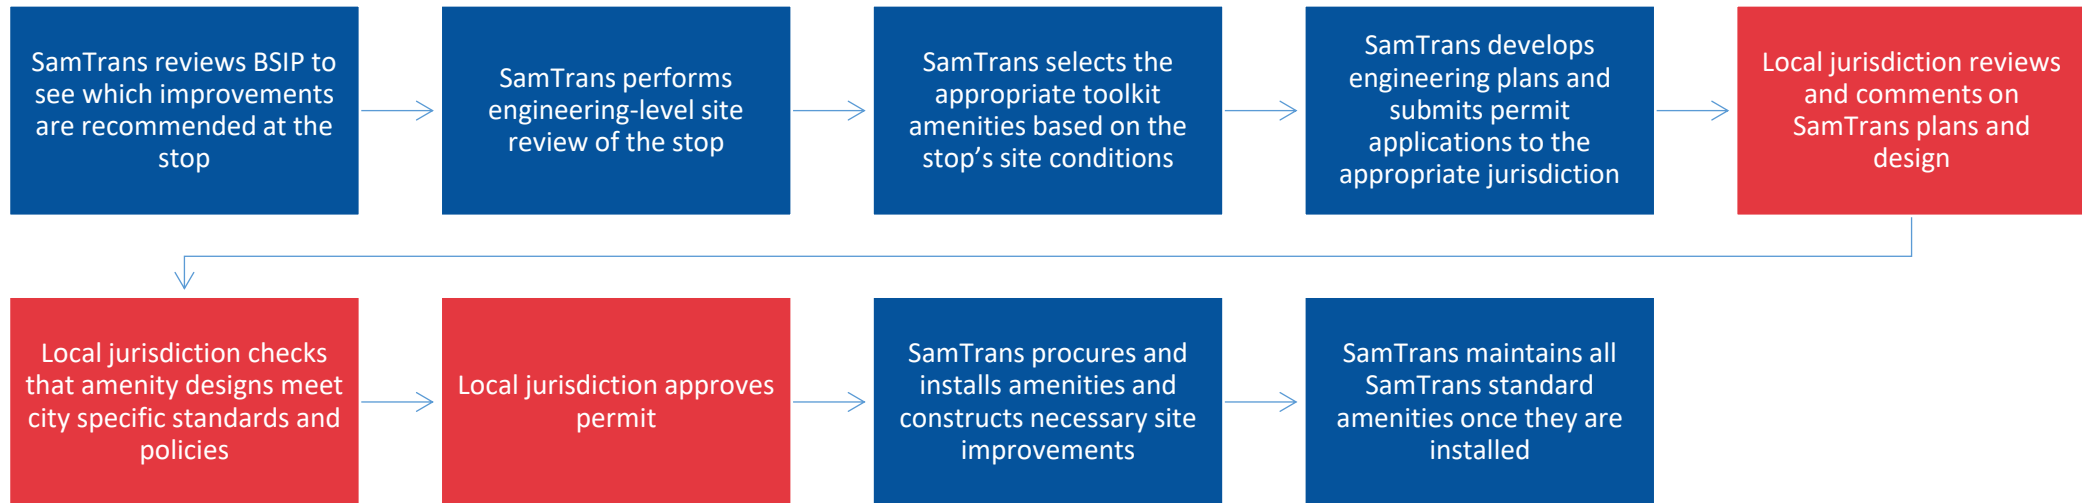 SamTrans reviews BSIP to
see which improvements
are recommended at the
stop
SamTrans performs
engineering-level site
review of the stop
SamTrans selects the
appropriate toolkit
amenities based on the
stop’s site conditions
SamTrans develops
engineering plans and
submits permit
applications to the
appropriate jurisdiction
Local jurisdiction reviews
and comments on
SamTrans plans and
design
Local jurisdiction checks
that amenity designs meet
city specific standards and
policies
Local jurisdiction approves
permit
SamTrans procures and
installs amenities and
constructs necessary site
improvements
SamTrans maintains all
SamTrans standard
amenities once they are
installed